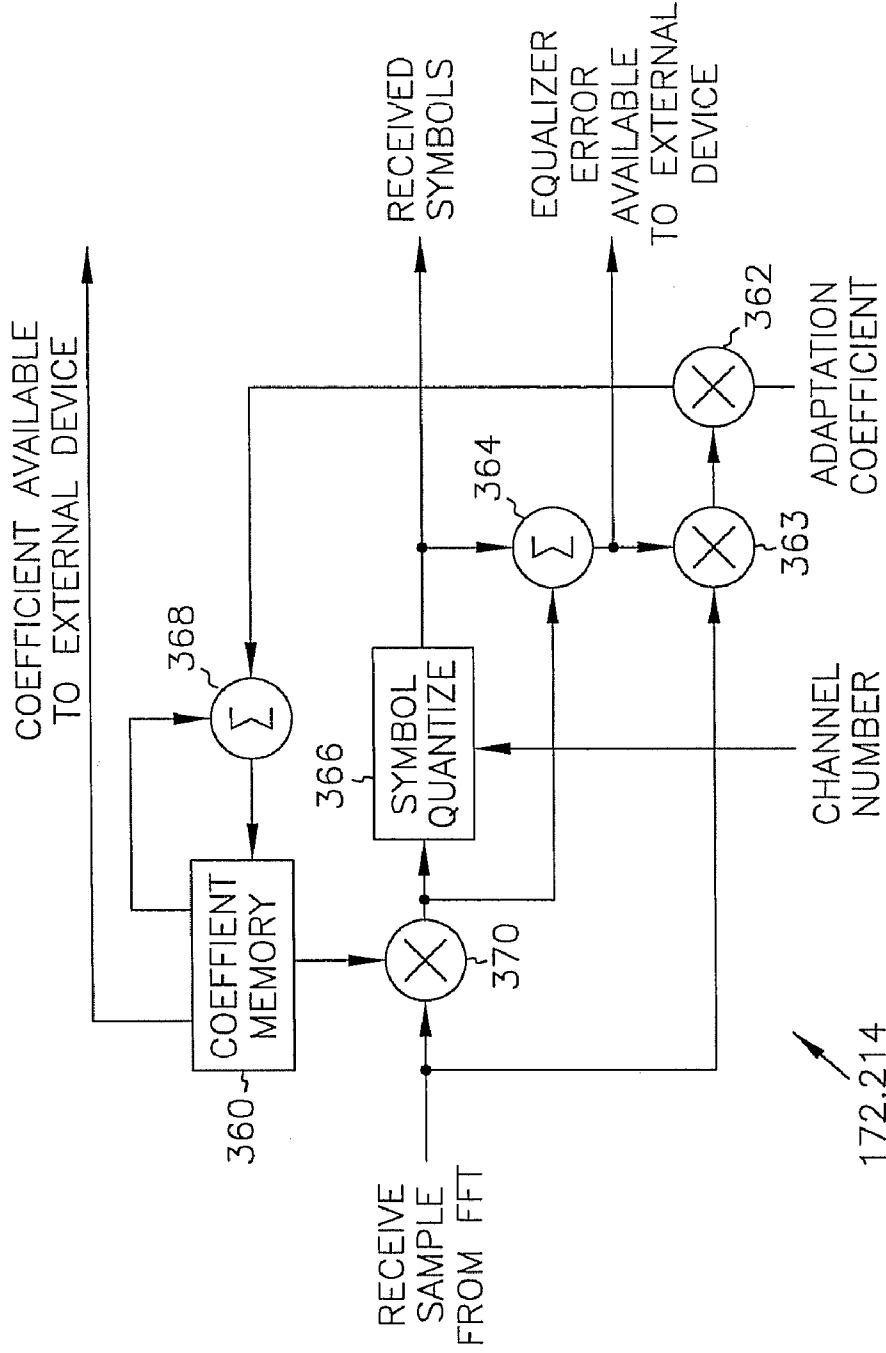 COEFFICIENT AVAILABLE
TO EXTERNAL DEVICE
360
COEFFIENT
MEMORY
368
Σ
RECEIVE
SAMPLE
FROM FFT
370
366
SYMBOL
QUANTIZE
RECEIVED
SYMBOLS
364
Σ
EQUALIZER
ERROR
AVAILABLE
TO EXTERNAL
DEVICE
363
362
172,214
CHANNEL
NUMBER
ADAPTATION
COEFFICIENT